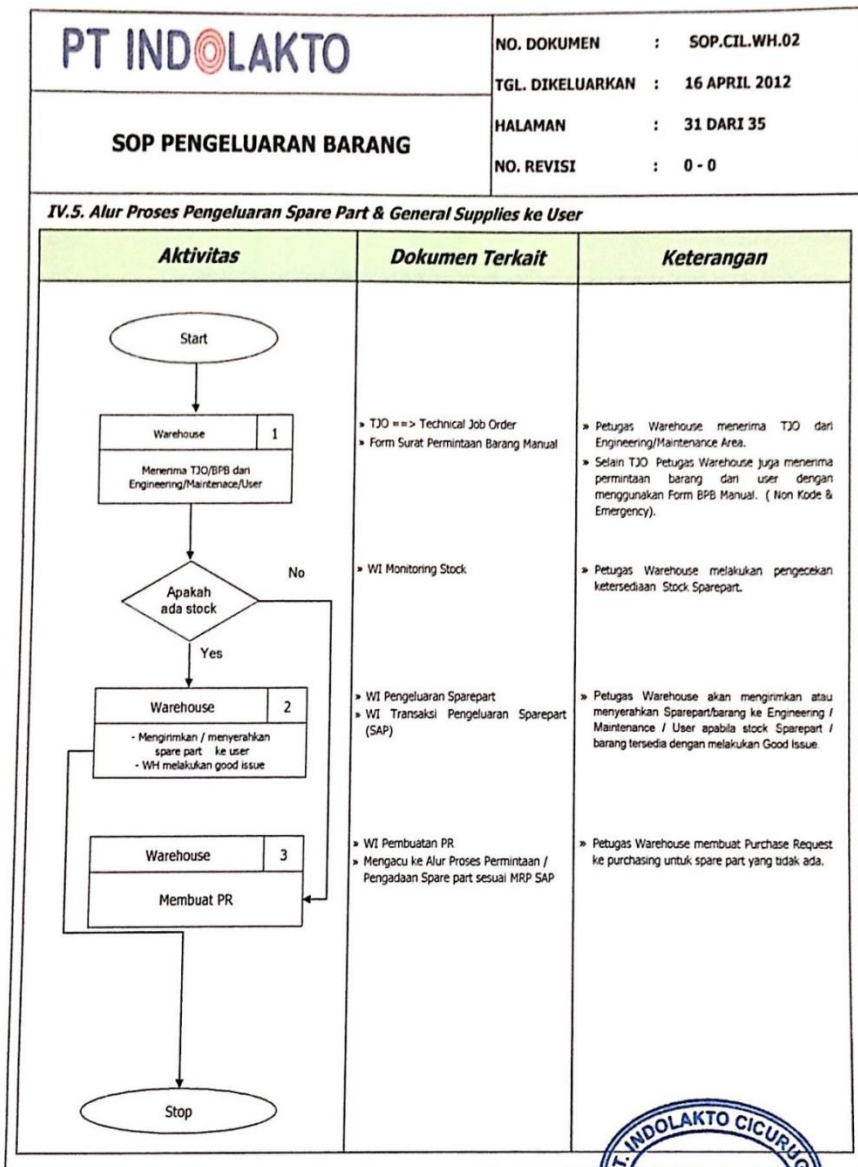 PT INDOLAKTO
NO. DOKUMEN : SOP.CIL.WH.02
TGL. DIKELUARKAN : 16 APRIL 2012
SOP PENGELUARAN BARANG
HALAMAN : 31 DARI 35
NO. REVISI : 0 - 0
IV.5. Alur Proses Pengeluaran Spare Part & General Supplies ke User
Aktivitas
Dokumen Terkait
Keterangan
Start
Warehouse 1
Menerima TJO/BPB dari
Engineering/Maintenace/User
» TJO ==> Technical Job Order
» Form Surat Permintaan Barang Manual
» Petugas Warehouse menerima TJO dari
Engineering/Maintenance Area.
» Selain TJO Petugas Warehouse juga menerima
permintaan barang dari user dengan
menggunakan Form BPB Manual. ( Non Kode &
Emergency).
Apakah
ada stock
No
Yes
» WI Monitoring Stock
» Petugas Warehouse melakukan pengecekan
ketersediaan Stock Sparepart.
Warehouse 2
- Mengirimkan / menyerahkan
spare part ke user
- WH melakukan good issue
» WI Pengeluran Sparepart
» WI Transaksi Pengeluran Sparepart
(SAP)
» Petugas Warehouse akan mengirimkan atau
menyerahkan Sparepart/barang ke Engineering /
Maintenance / User apabila stock Sparepart /
barang tersedia dengan melakukan Good Issue.
Warehouse 3
Membuat PR
» WI Pembuatan PR
» Mengacu ke Alur Proses Permintaan /
Pengadaan Spare part sesuai MRP SAP
» Petugas Warehouse membuat Purchase Request
ke purchasing untuk spare part yang tidak ada.
Stop
T. INDOLAKTO CICURUG